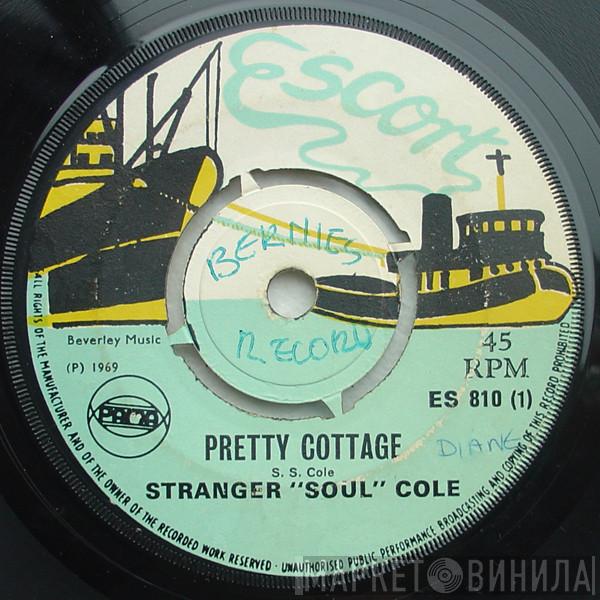 Escort
BERNIES
RECORD
Beverley Music
(P) 1969
45
RPM
ES 810 (1)
PAMA
DIANE
PRETTY COTTAGE
S. S. Cole
STRANGER "SOUL" COLE
ALL RIGHTS OF THE MANUFACTURER AND OF THE OWNER OF THE RECORDED WORK RESERVED - UNAUTHORISED PUBLIC PERFORMANCE BROADCASTING AND COPYING OF THIS RECORD PROHIBITED
МАРКЕТ ВИНИЛА